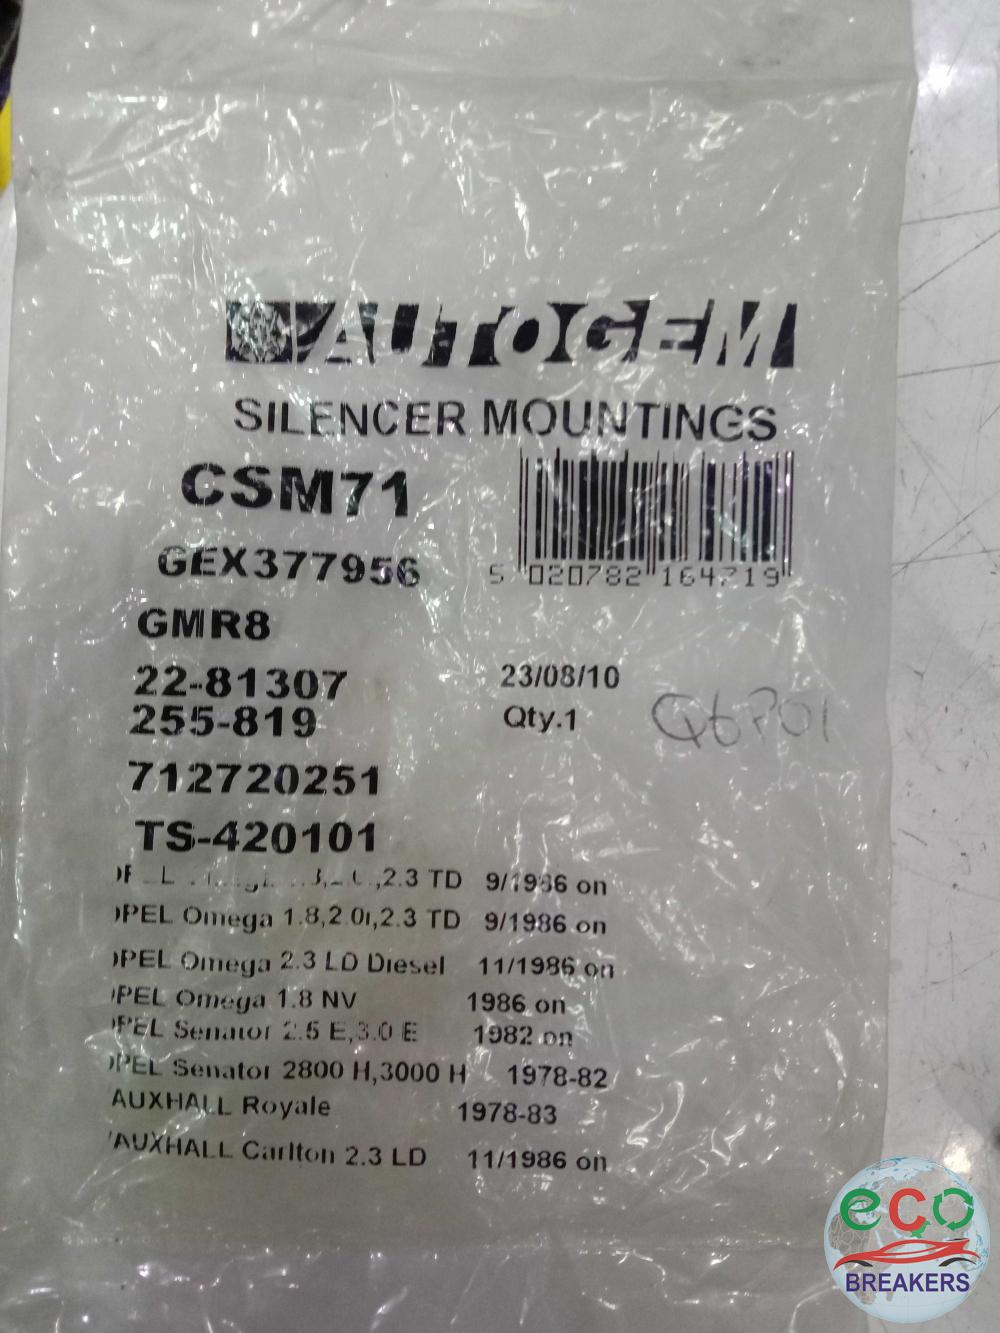 AUTOGEM
SILENCER MOUNTINGS
CSM71
GEX377956
5 020782 164719
GMR8
22-81307
23/08/10
255-819
Qty.1
712720251
TS-420101
,2.3 TD 9/1986 on
OPEL Omega 1.8,2.0i,2.3 TD 9/1986 on
OPEL Omega 2.3 LD Diesel 11/1986 on
OPEL Omega 1.8 NV 1986 on
OPEL Senator 2.5 E,3.0 E 1982 on
OPEL Senator 2800 H,3000 H 1978-82
AUXHALL Royale 1978-83
VAUXHALL Carlton 2.3 LD 11/1986 on
eco
BREAKERS